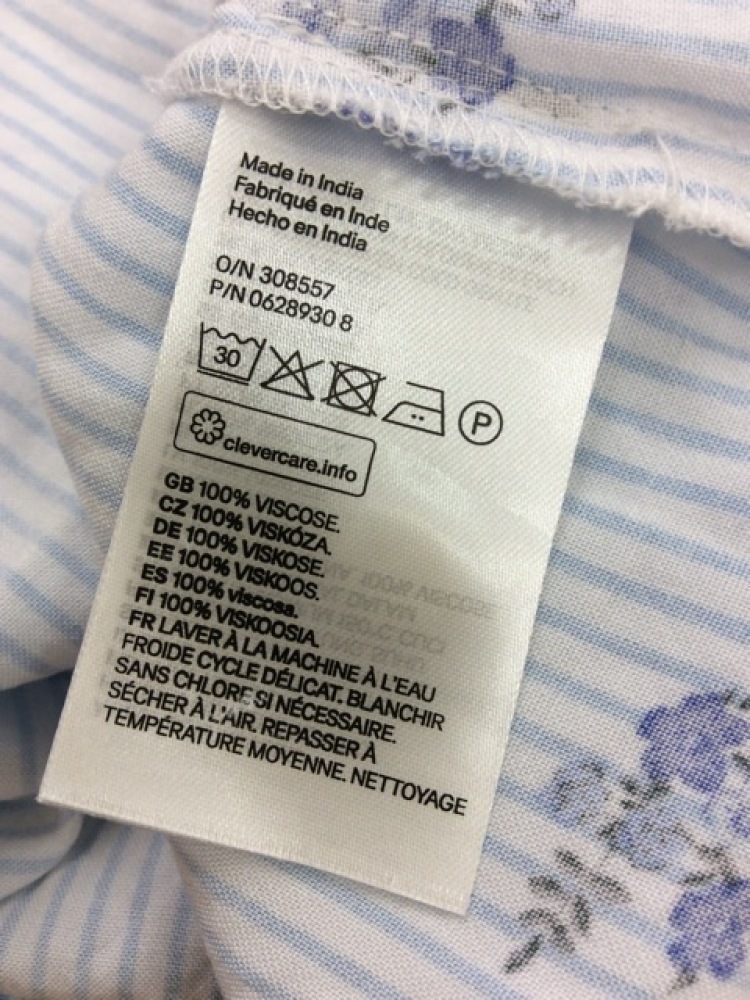 Made in India
Fabriqué en Inde
Hecho en India
O/N 308557
P/N 0628930 8
30
P
clevercare.info
GB 100% VISCOSE.
CZ 100% VISKÓZA.
DE 100% VISKOSE.
EE 100% VISKOOS.
ES 100% viscosa.
FI 100% VISKOOSIA.
FR LAVER À LA MACHINE À L'EAU
FROIDE CYCLE DÉLICAT. BLANCHIR
SANS CHLORE SI NÉCESSAIRE.
SÉCHER À L'AIR. REPASSER À
TEMPÉRATURE MOYENNE. NETTOYAGE